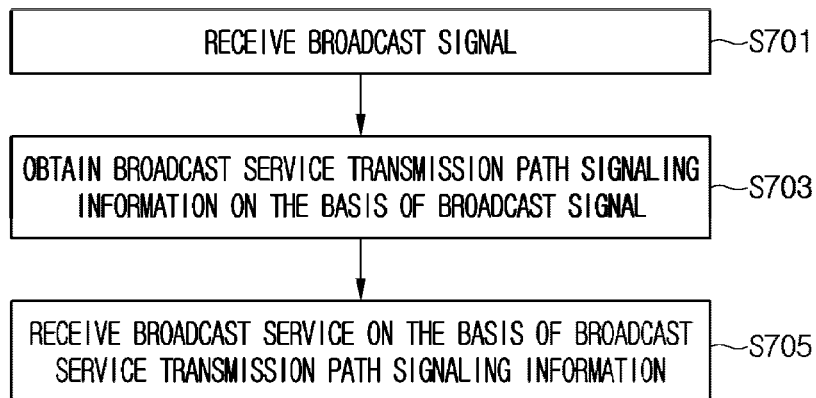 RECEIVE BROADCAST SIGNAL
S701
OBTAIN BROADCAST SERVICE TRANSMISSION PATH SIGNALING
INFORMATION ON THE BASIS OF BROADCAST SIGNAL
S703
RECEIVE BROADCAST SERVICE ON THE BASIS OF BROADCAST
SERVICE TRANSMISSION PATH SIGNALING INFORMATION
S705